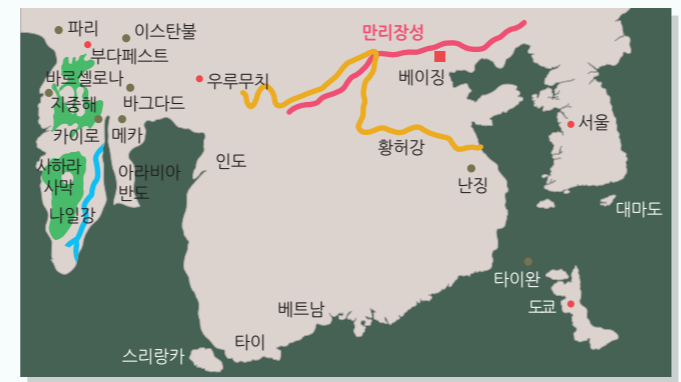 파리
이스탄불
만리장성
부다페스트
바르셀로나
우루무치
베이징
지중해
바그다드
서울
카이로
메카
황허강
인도
사하라
사막
아라비아
반도
난징
나일강
대마도
타이완
베트남
도쿄
타이
스리랑카